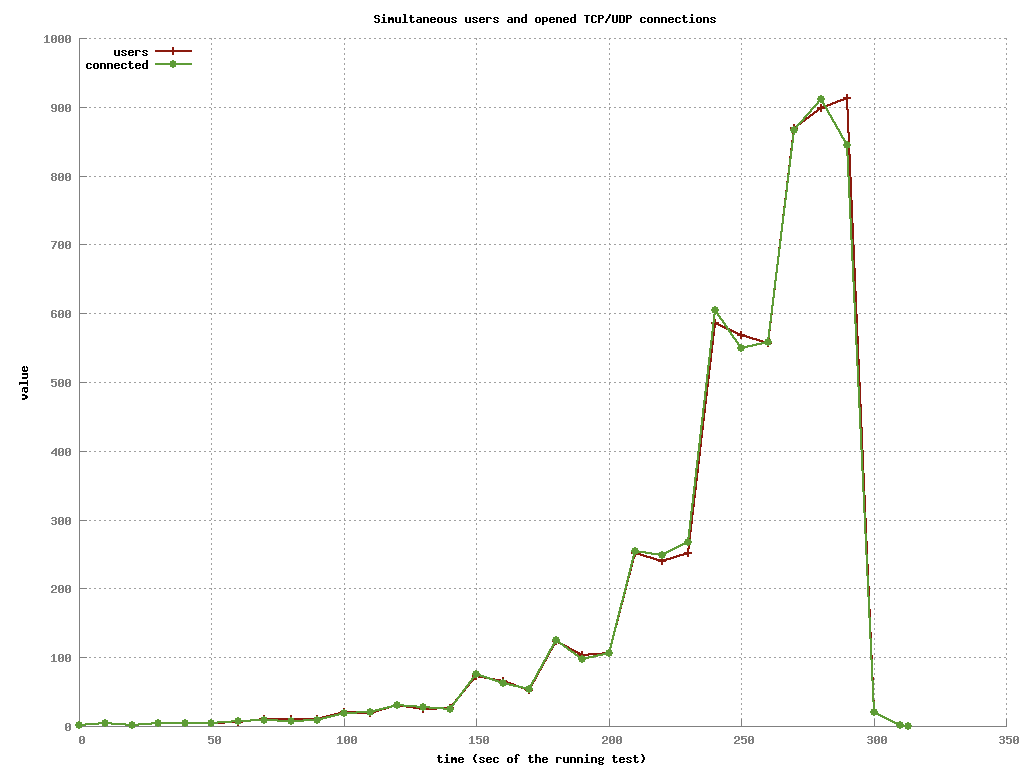 Simultaneous users and opened TCP/UDP connections
1000
users
connected
900
800
700
600
500
value
400
300
200
100
0
0 50 100 150 200 250 300 350
time (sec of the running test)